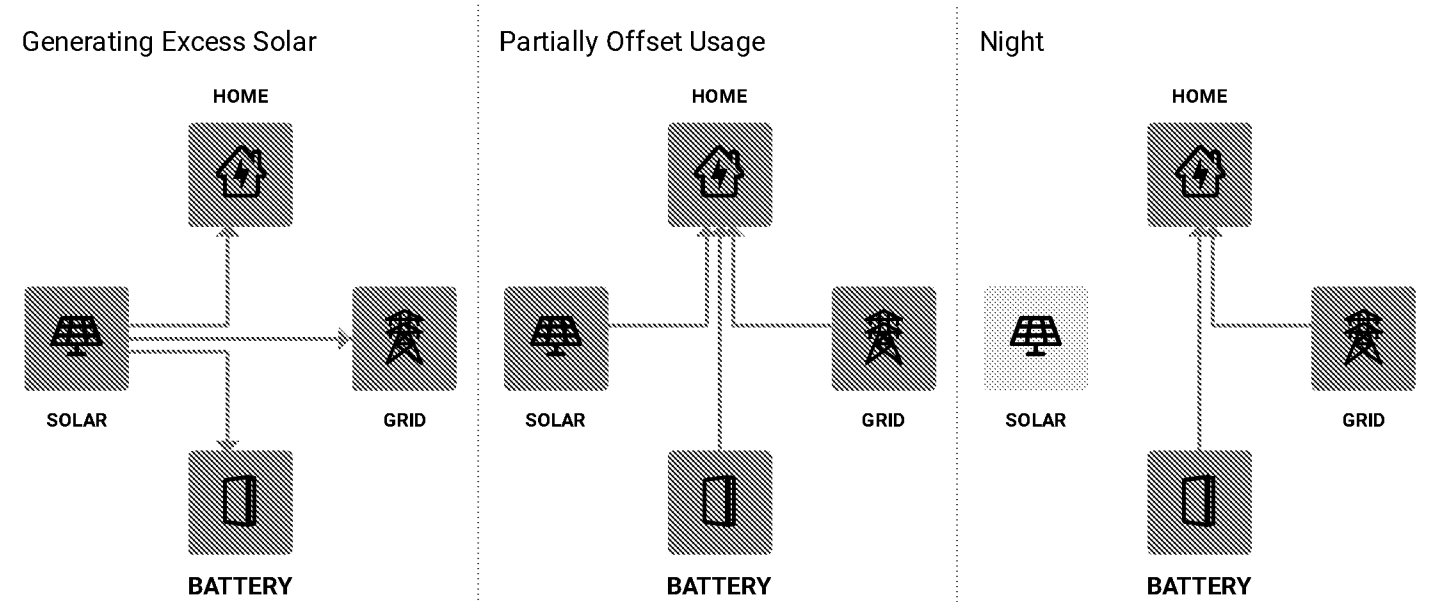 Generating Excess Solar
HOME
SOLAR
GRID
BATTERY
Partially Offset Usage
HOME
SOLAR
GRID
BATTERY
Night
HOME
SOLAR
GRID
BATTERY